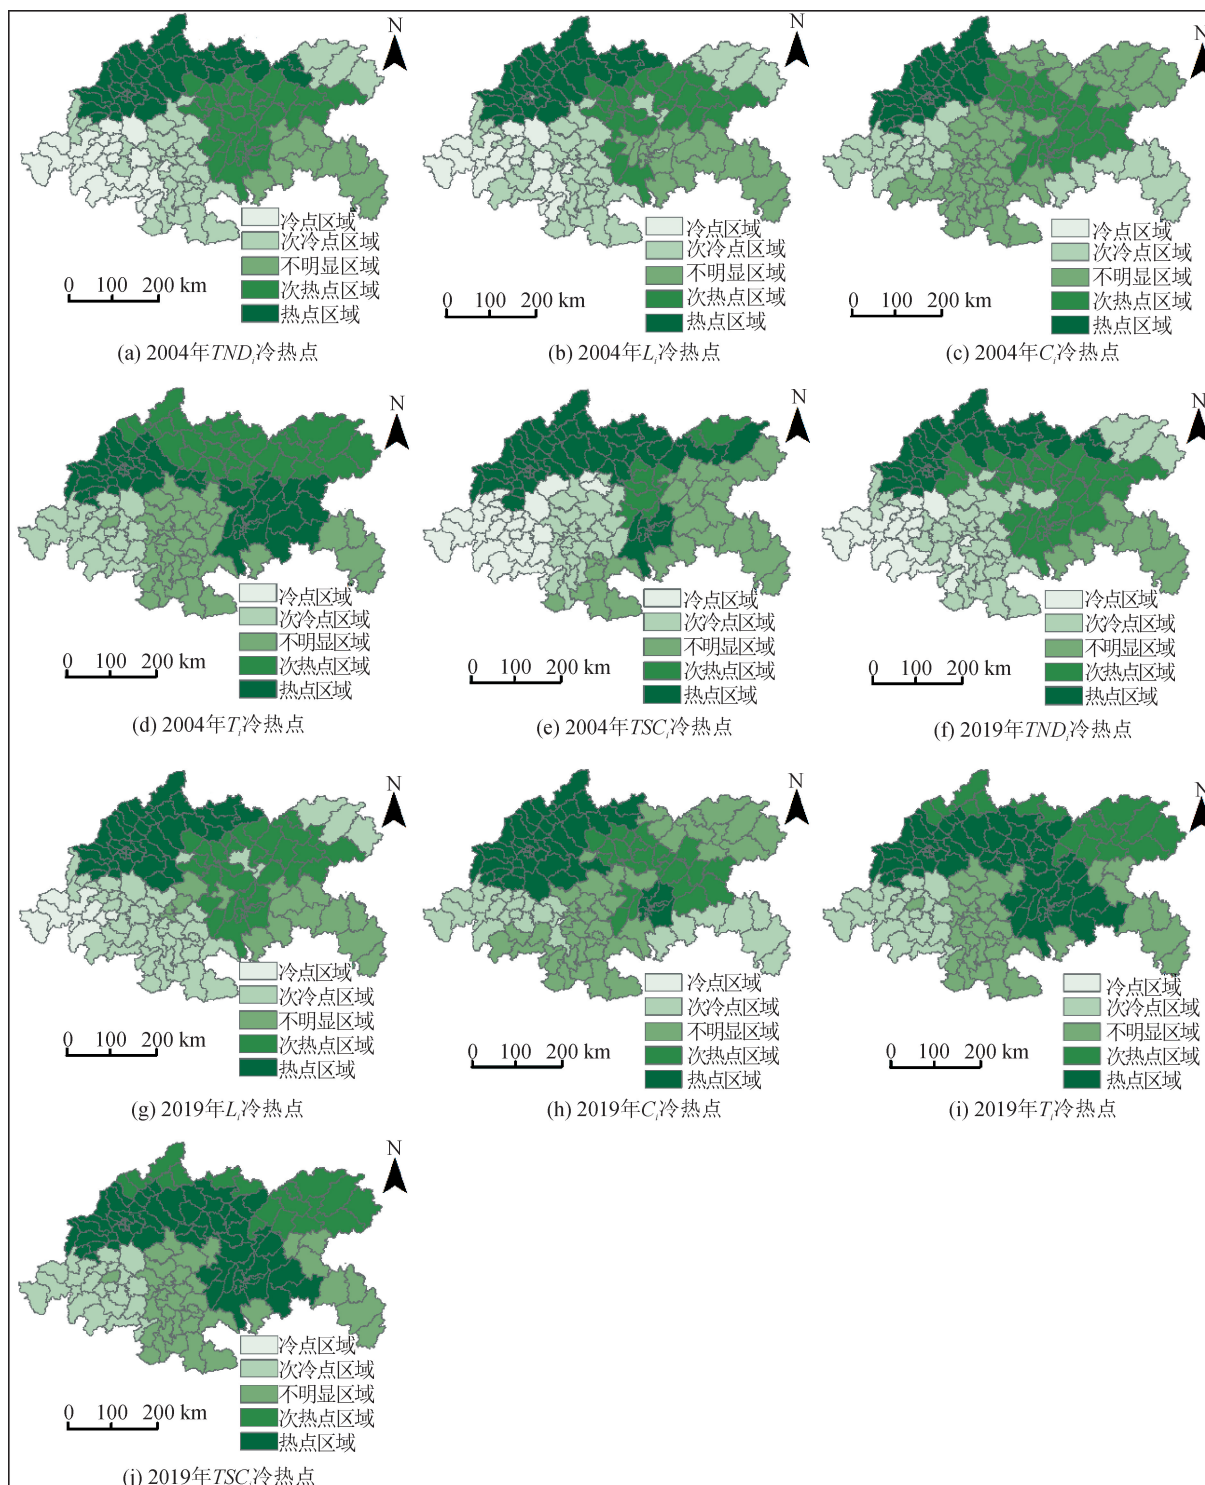 N
冷点区域
次冷点区域
不明显区域
次热点区域
热点区域
0 100 200 km
(a) 2004年TNDᵢ冷热点
N
冷点区域
次冷点区域
不明显区域
次热点区域
热点区域
0 100 200 km
(b) 2004年Lᵢ冷热点
N
冷点区域
次冷点区域
不明显区域
次热点区域
热点区域
0 100 200 km
(c) 2004年Cᵢ冷热点
N
冷点区域
次冷点区域
不明显区域
次热点区域
热点区域
0 100 200 km
(d) 2004年Tᵢ冷热点
N
冷点区域
次冷点区域
不明显区域
次热点区域
热点区域
0 100 200 km
(e) 2004年TSCᵢ冷热点
N
冷点区域
次冷点区域
不明显区域
次热点区域
热点区域
0 100 200 km
(f) 2019年TNDᵢ冷热点
N
冷点区域
次冷点区域
不明显区域
次热点区域
热点区域
0 100 200 km
(g) 2019年Lᵢ冷热点
N
冷点区域
次冷点区域
不明显区域
次热点区域
热点区域
0 100 200 km
(h) 2019年Cᵢ冷热点
N
冷点区域
次冷点区域
不明显区域
次热点区域
热点区域
0 100 200 km
(i) 2019年Tᵢ冷热点
N
冷点区域
次冷点区域
不明显区域
次热点区域
热点区域
0 100 200 km
(j) 2019年TSCᵢ冷热点